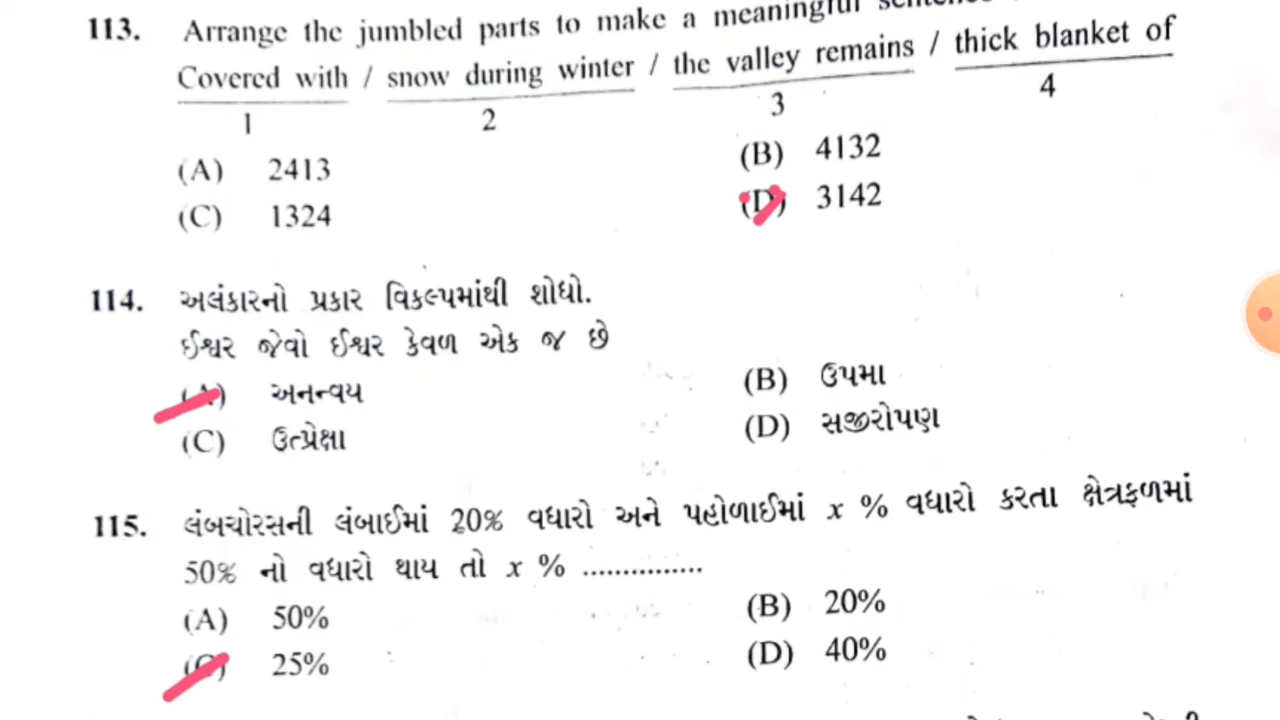 113. Arrange the jumbled parts to make a meaningful
Covered with / snow during winter / the valley remains / thick blanket of
1 2 3 4
(A) 2413 (B) 4132
(C) 1324 (D) 3142
114. અલંકારનો પ્રકાર વિકલ્પમાંથી શોધો.
ઈશ્વર જેવો ઈશ્વર કેવળ એક જ છે
(A) અનન્વય (B) ઉપમા
(C) ઉત્પ્રેક્ષા (D) સજીરોપણ
115. લંબચોરસની લંબાઈમાં 20% વધારો અને પહોળાઈમાં x % વધારો કરતા ક્ષેત્રફળમાં
50% નો વધારો થાય તો x % ...............
(A) 50% (B) 20%
(C) 25% (D) 40%